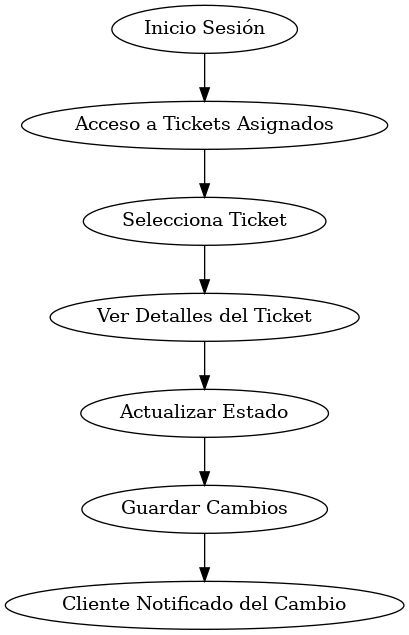 Inicio Sesión
Acceso a Tickets Asignados
Selecciona Ticket
Ver Detalles del Ticket
Actualizar Estado
Guardar Cambios
Cliente Notificado del Cambio